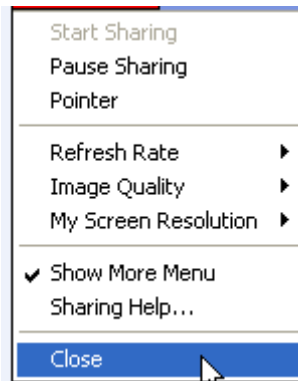 Start Sharing
Pause Sharing
Pointer
Refresh Rate
Image Quality
My Screen Resolution
Show More Menu
Sharing Help...
Close